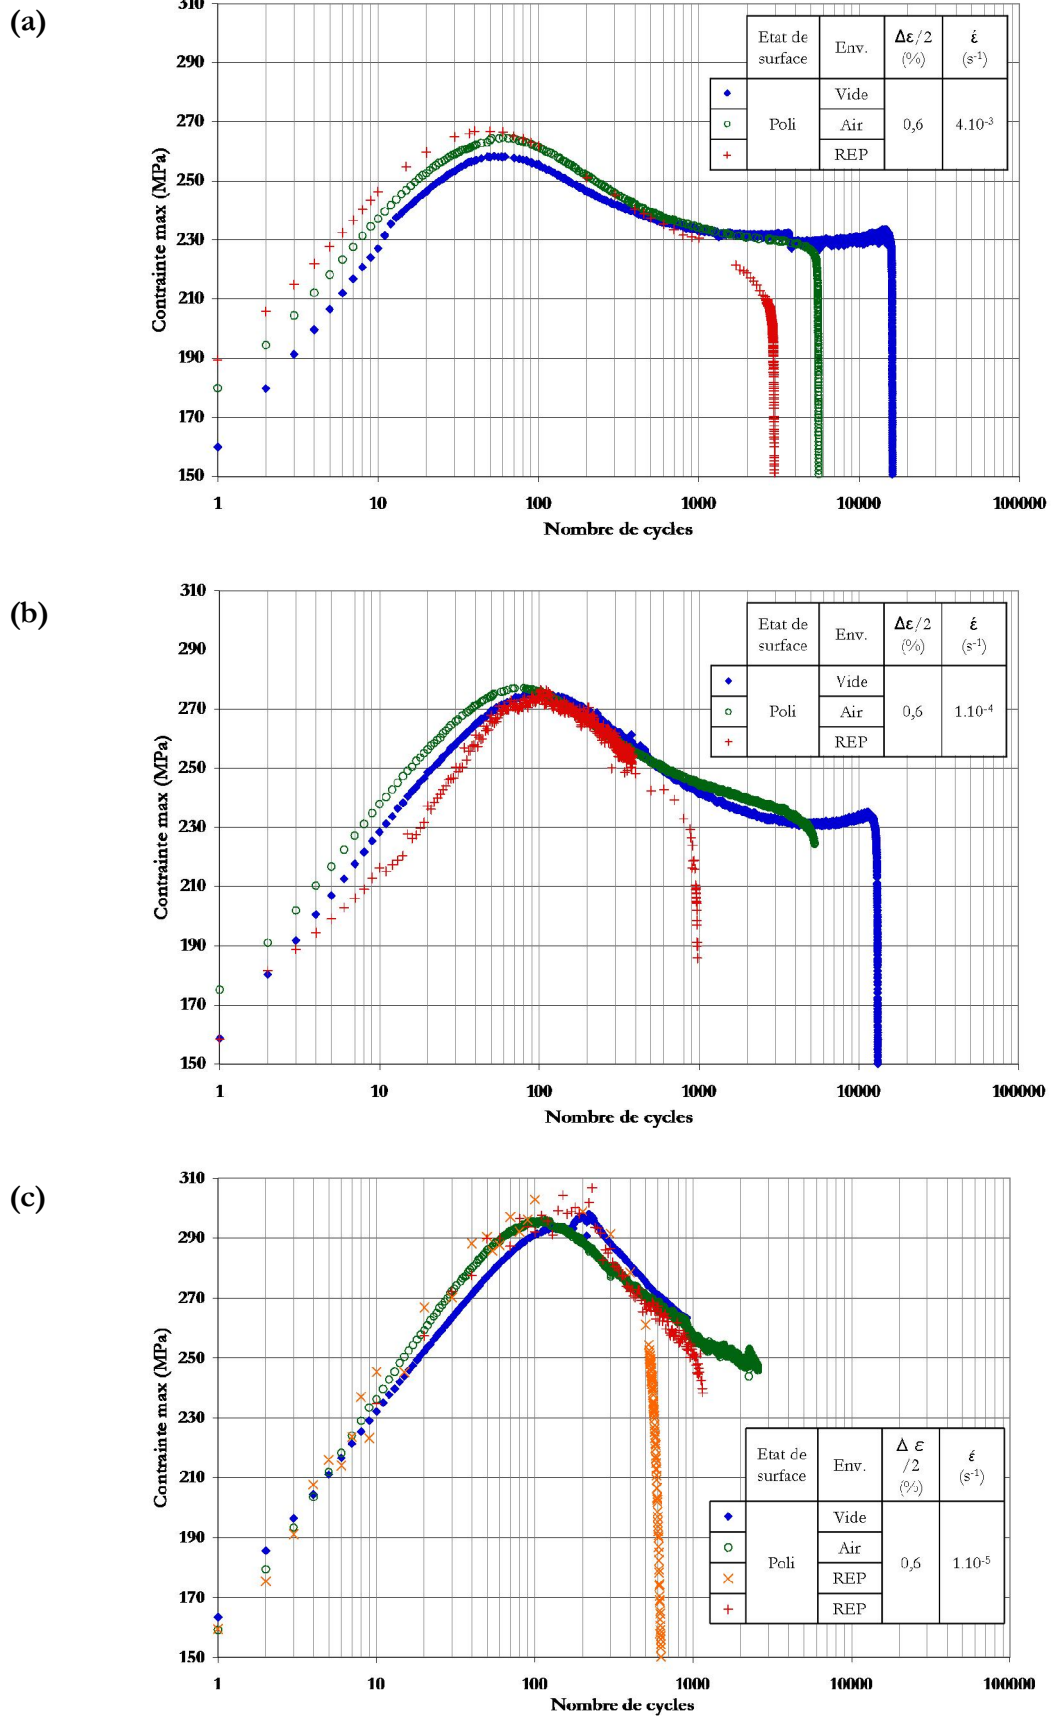 (a)
310
290
270
250
230
210
190
170
150
Contrainte max (MPa)
1 10 100 1000 10000 100000
Nombre de cycles
Etat de surface Env. Δε/2 (%) έ (s-1)
Vide
Poli Air 0,6 4.10-3
REP
(b)
310
290
270
250
230
210
190
170
150
Contrainte max (MPa)
1 10 100 1000 10000 100000
Nombre de cycles
Etat de surface Env. Δε/2 (%) έ (s-1)
Vide
Poli Air 0,6 1.10-4
REP
(c)
310
290
270
250
230
210
190
170
150
Contrainte max (MPa)
1 10 100 1000 10000 100000
Nombre de cycles
Etat de surface Env. Δ ε /2 (%) έ (s-1)
Vide
Air
Poli 0,6 1.10-5
REP
REP